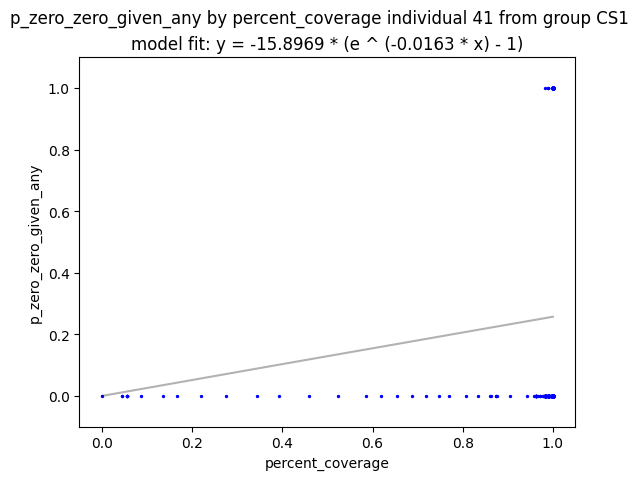 p_zero_zero_given_any by percent_coverage individual 41 from group CS1
model fit: y = -15.8969 * (e ^ (-0.0163 * x) - 1)
1.0
0.8
0.6
0.4
0.2
0.0
p_zero_zero_given_any
0.0 0.2 0.4 0.6 0.8 1.0
percent_coverage